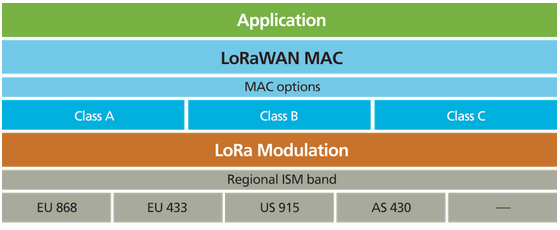 Application
LoRaWAN MAC
MAC options
Class A Class B Class C
LoRa Modulation
Regional ISM band
EU 868 EU 433 US 915 AS 430 —